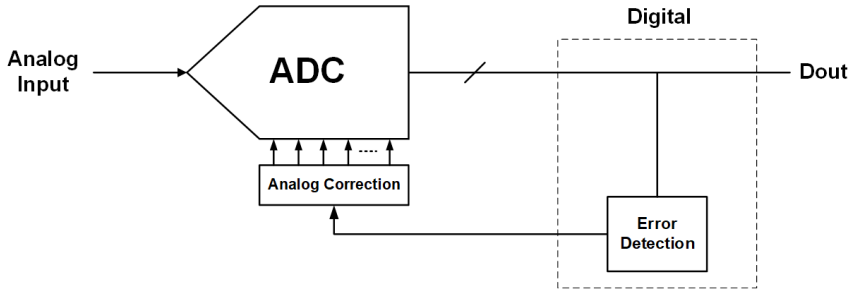 Digital
Analog
Input
ADC
Dout
Analog Correction
Error
Detection